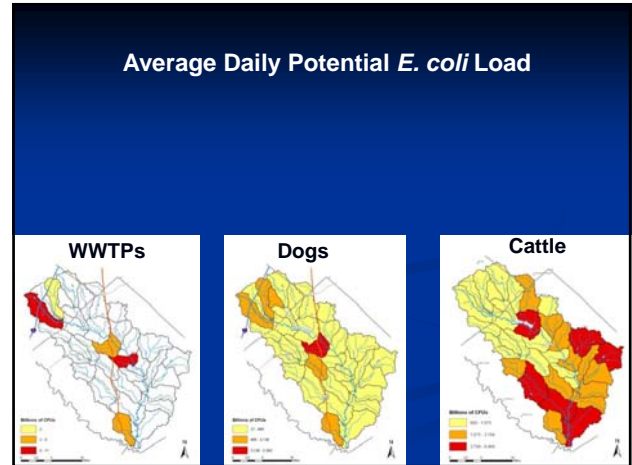 Average Daily Potential E. coli Load
WWTPs
Dogs
Cattle
Billions of CFUs
Billions of CFUs
Billions of CFUs